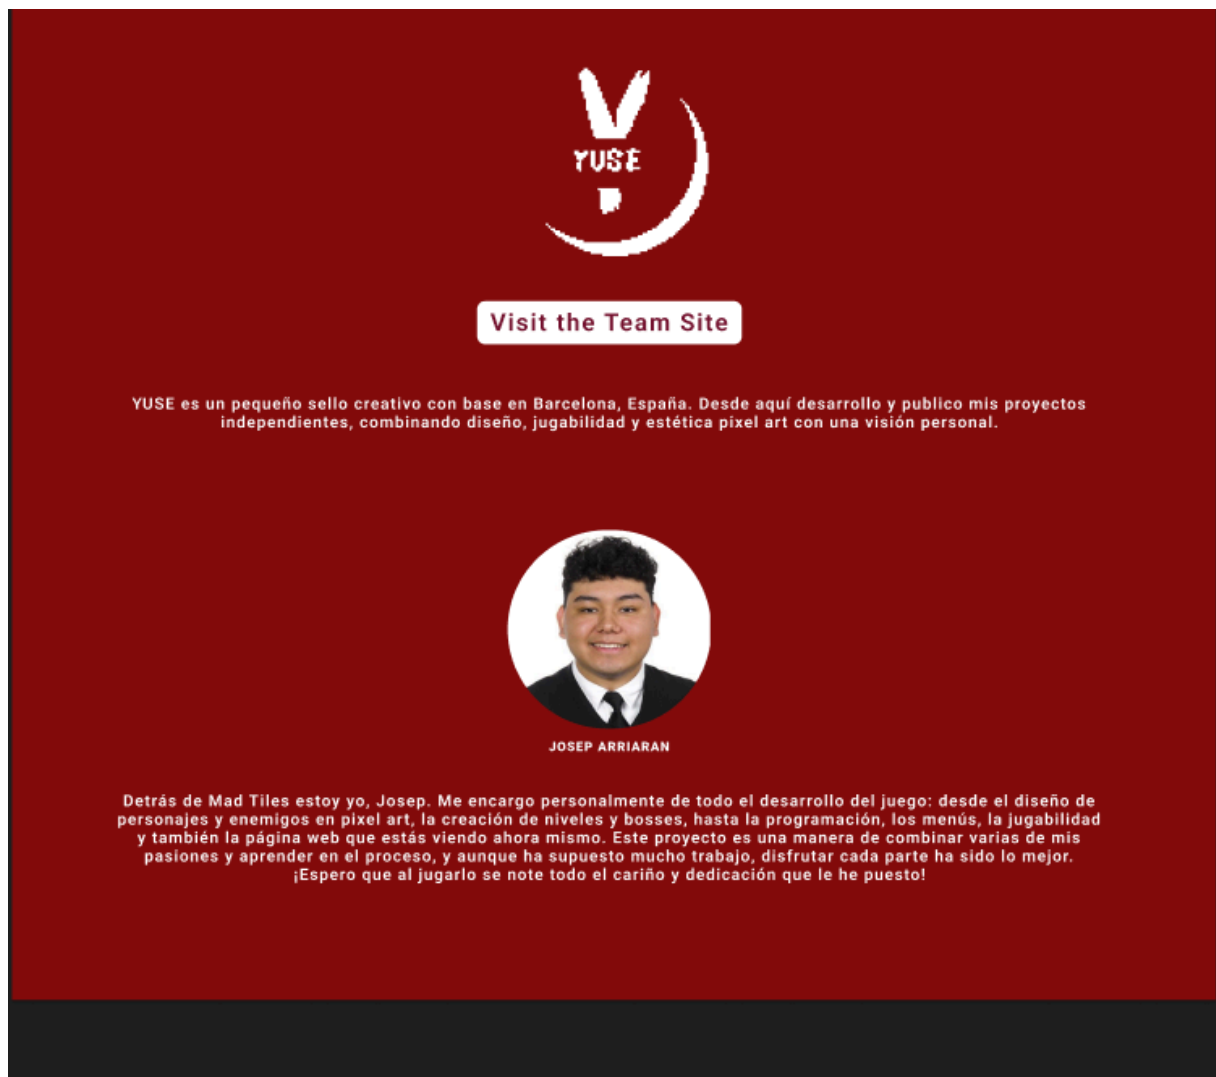 YUSE
Visit the Team Site
YUSE es un pequeño sello creativo con base en Barcelona, España. Desde aquí desarrollo y publico mis proyectos
independientes, combinando diseño, jugabilidad y estética pixel art con una visión personal.
JOSEP ARRIARAN
Detrás de Mad Tiles estoy yo, Josep. Me encargo personalmente de todo el desarrollo del juego: desde el diseño de
personajes y enemigos en pixel art, la creación de niveles y bosses, hasta la programación, los menús, la jugabilidad
y también la página web que estás viendo ahora mismo. Este proyecto es una manera de combinar varias de mis
pasiones y aprender en el proceso, y aunque ha supuesto mucho trabajo, disfrutar cada parte ha sido lo mejor.
¡Espero que al jugarlo se note todo el cariño y dedicación que le he puesto!